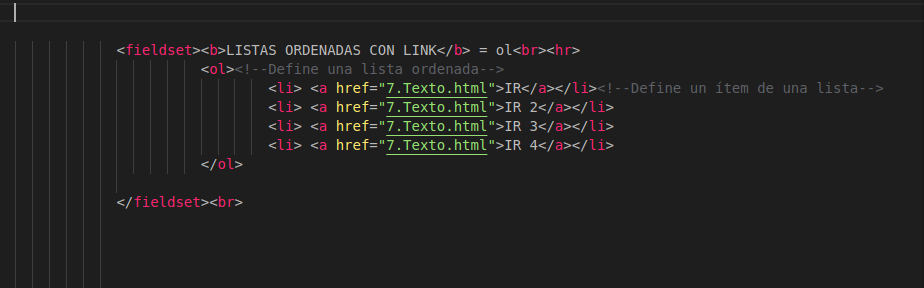 <fieldset><b>LISTAS ORDENADAS CON LINK</b> = ol<br><hr>
<ol><!--Define una lista ordenada-->
<li> <a href="7.Texto.html">IR</a></li><!--Define un ítem de una lista-->
<li> <a href="7.Texto.html">IR 2</a></li>
<li> <a href="7.Texto.html">IR 3</a></li>
<li> <a href="7.Texto.html">IR 4</a></li>
</ol>
</fieldset><br>